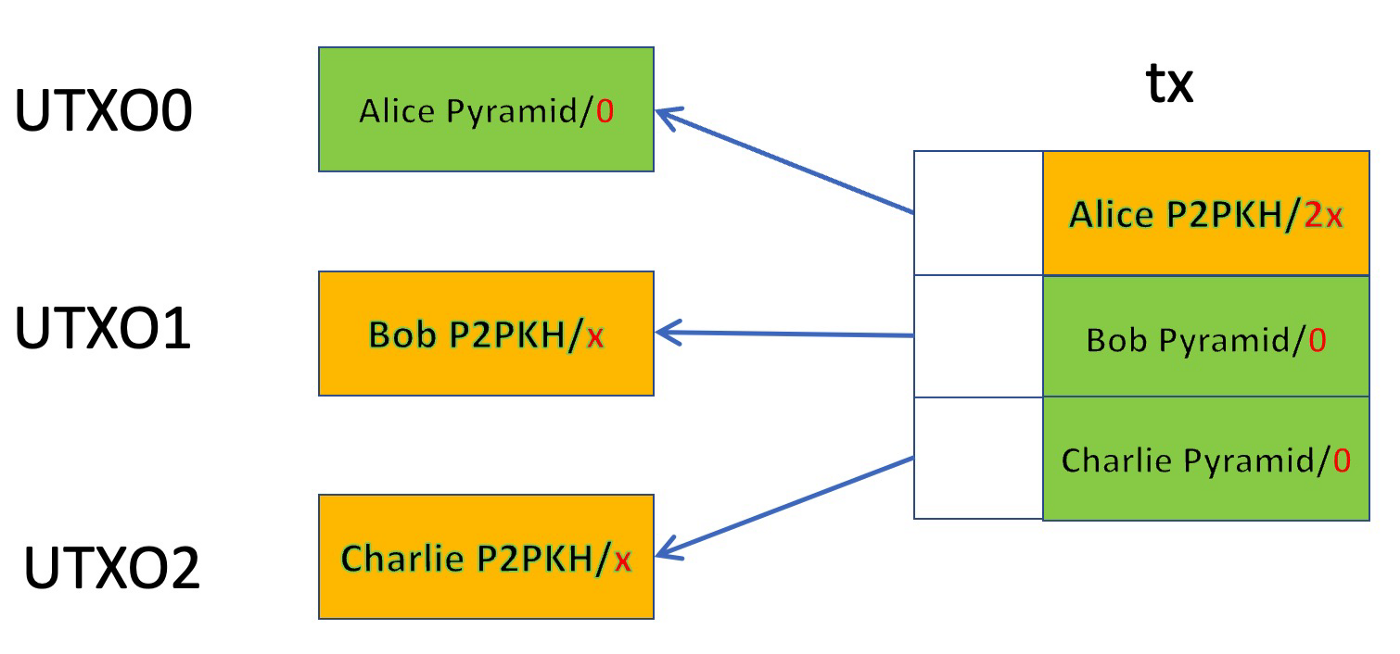 UTXO0
Alice Pyramid/0
tx
Alice P2PKH/2x
UTXO1
Bob P2PKH/x
Bob Pyramid/0
Charlie Pyramid/0
UTXO2
Charlie P2PKH/x